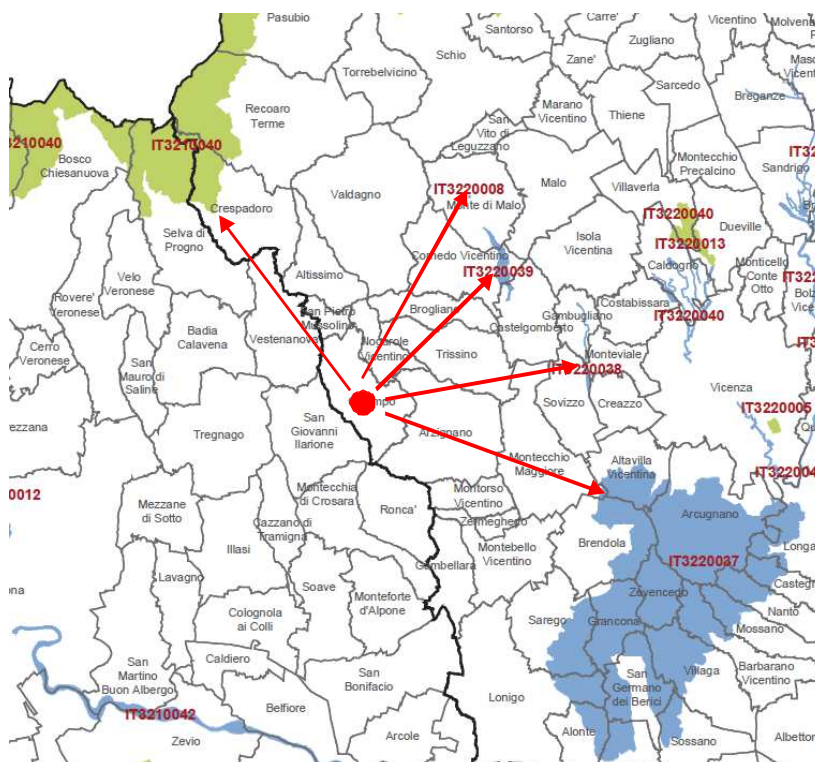 Pasubio
Santorso
Carre'
Zugliano
Vicentino
Molven
Schio
Zane'
Torrebelvicino
Sarcedo
Breganze
Recoaro
Terme
San
Vito di
Leguzzano
Marano
Vicentino
Thiene
3210040
IT3210040
Bosco
Chiesanuova
Montecchio
Precalcino
Sandrigo
Valdagno
IT3220008
Monte di Malo
Malo
Villaverla
Crespadoro
IT3220040
Dueville
Selva di
Progno
Isola
Vicentina
IT3220013
Cornedo Vicentino
IT3220039
Caldogno
Monticello
Conte
Otto
Velo
Veronese
Altissimo
Rovere'
Veronese
Costabissara
IT3220040
San Pietro
Mussolino
Brogliano
Castelgomberto
Gambugliano
Badia
Calavena
Vestenanova
Nogarole
Vicentino
Trissino
Monteviale
Cerro
Veronese
San
Mauro di
Saline
IT3220038
Vicenza
Sovizzo
Creazzo
IT3220005
San
Giovanni
Ilarione
Arzignano
Tregnago
Montecchio
Maggiore
Altavilla
Vicentina
Montecchia
di Crosara
Montorso
Vicentino
Mezzane
di Sotto
Ronca'
Arcugnano
Cazzano di
Tramigna
Zermeghedo
Montebello
Vicentino
Brendola
Illasi
Gambellara
IT3220037
Lavagno
Soave
Monteforte
d'Alpone
Zovencedo
Nanto
Colognola
ai Colli
Sarego
Grancona
Mossano
Caldiero
San
Martino
Buon Albergo
San
Bonifacio
San
Germano
dei Berici
Villaga
Barbarano
Vicentino
Lonigo
Belfiore
IT3210042
Zevio
Arcole
Alonte
Sossano